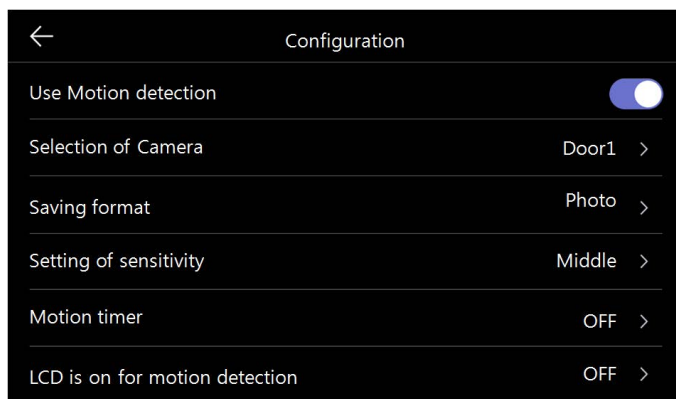 Configuration
Use Motion detection
Selection of Camera Door1
Saving format Photo
Setting of sensitivity Middle
Motion timer OFF
LCD is on for motion detection OFF